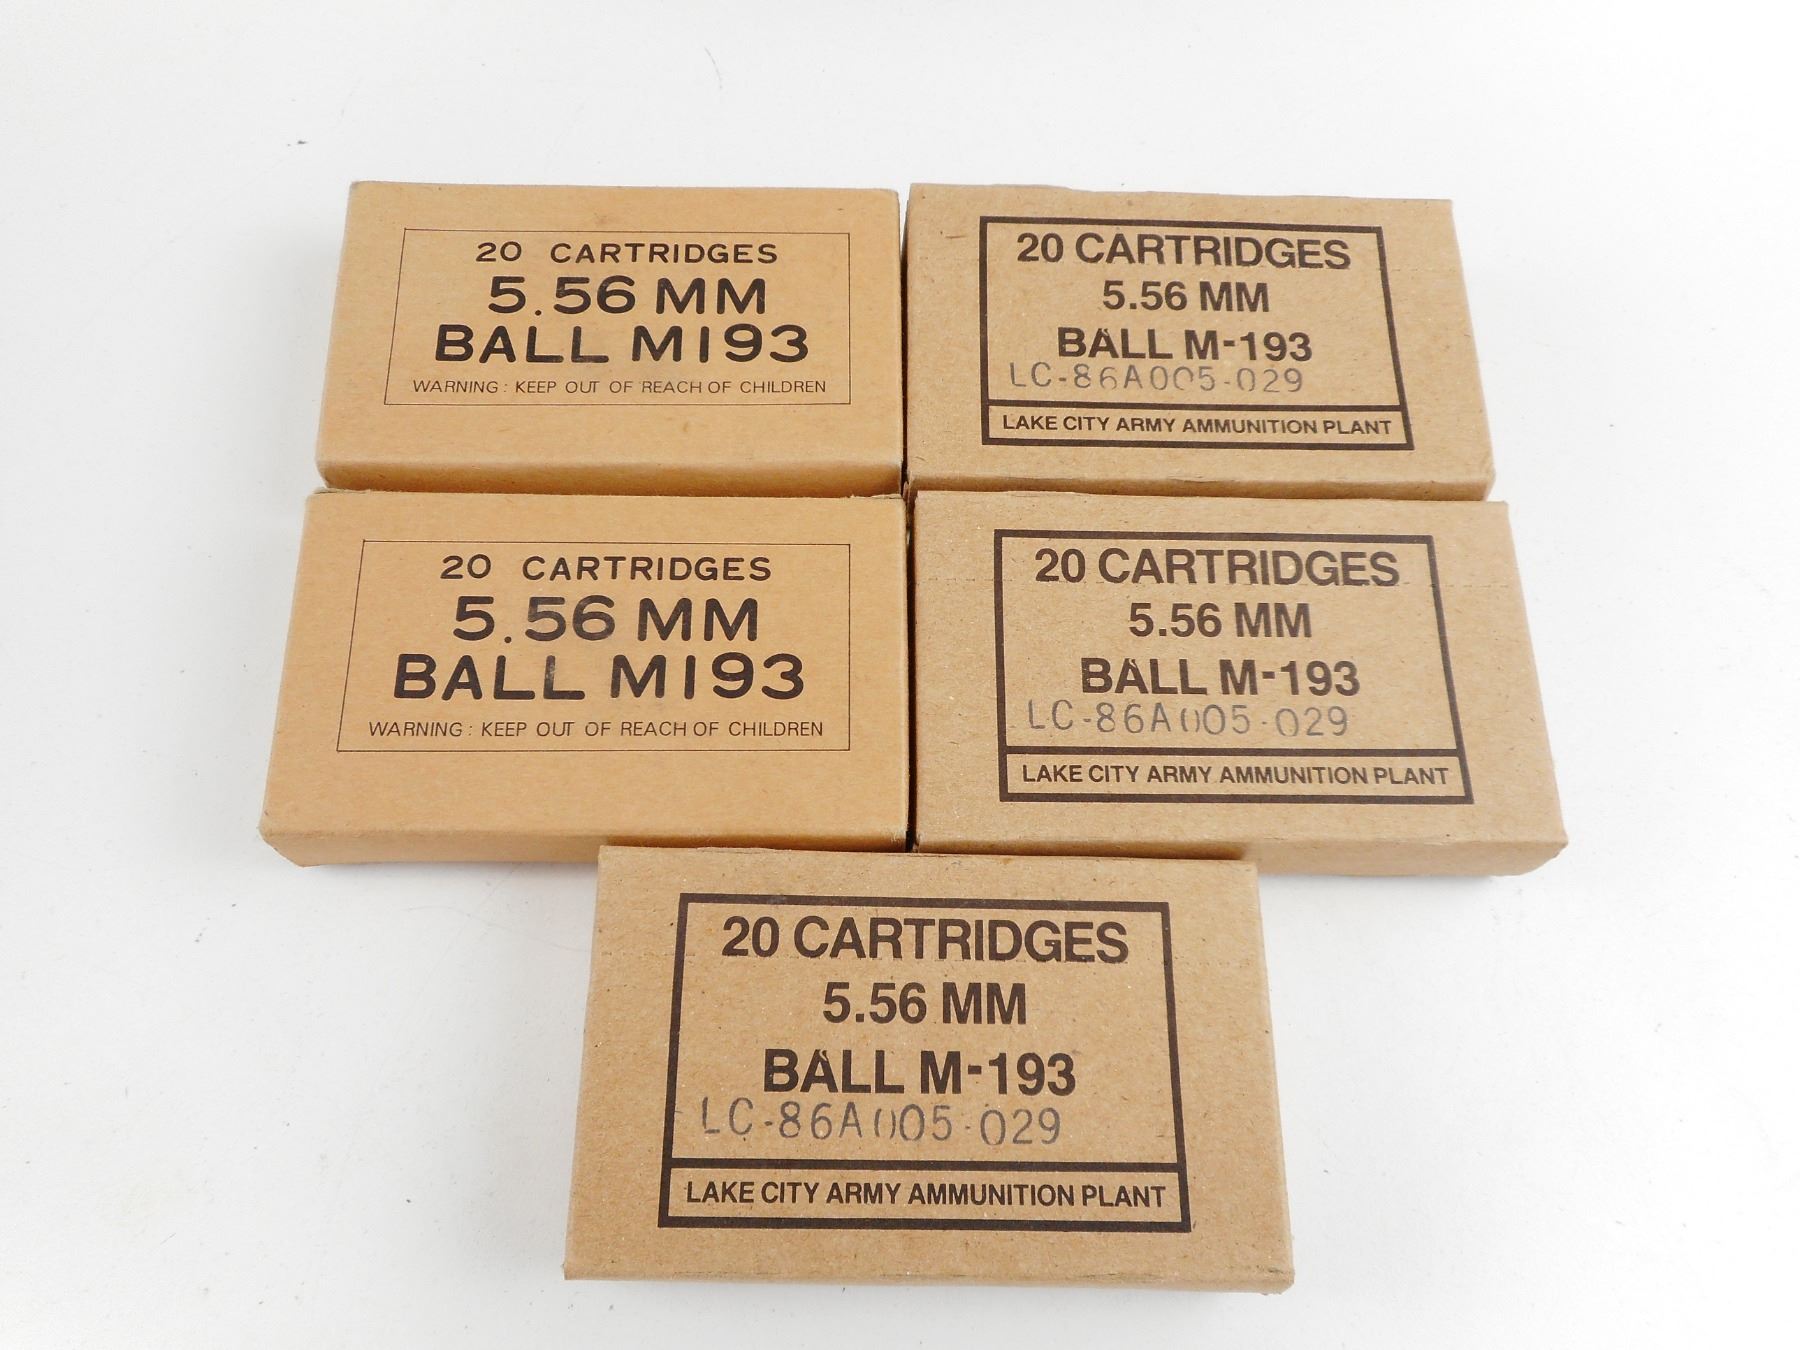 20 CARTRIDGES
5.56 MM
BALL M193
WARNING: KEEP OUT OF REACH OF CHILDREN
20 CARTRIDGES
5.56 MM
BALL M-193
LC-86A005-029
LAKE CITY ARMY AMMUNITION PLANT
20 CARTRIDGES
5.56 MM
BALL M193
WARNING: KEEP OUT OF REACH OF CHILDREN
20 CARTRIDGES
5.56 MM
BALL M-193
LC-86A005-029
LAKE CITY ARMY AMMUNITION PLANT
20 CARTRIDGES
5.56 MM
BALL M-193
LC-86A005-029
LAKE CITY ARMY AMMUNITION PLANT